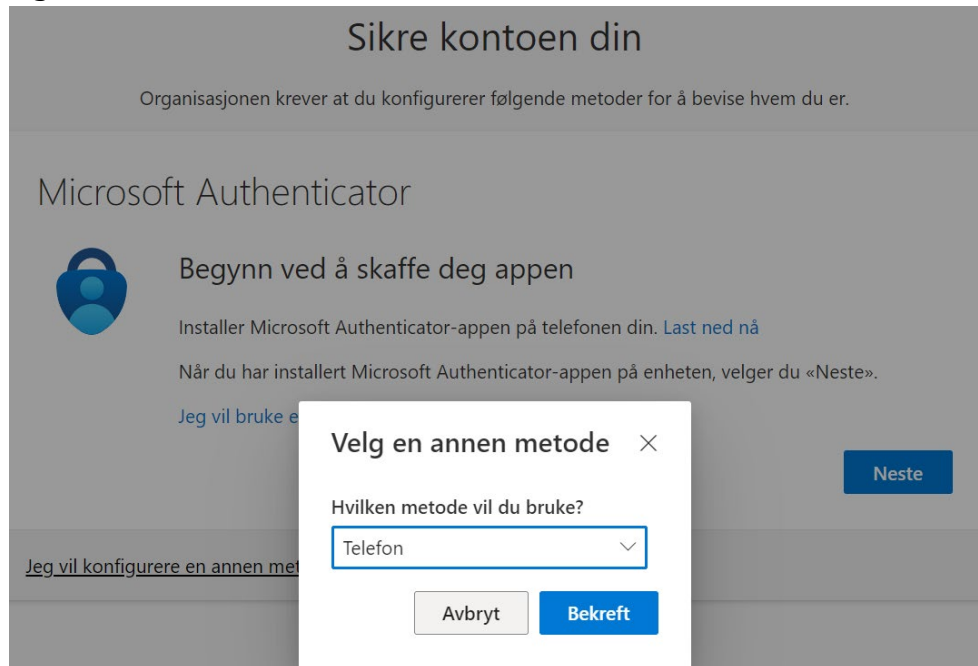 Sikre kontoen din
Organisasjonen krever at du konfigurerer følgende metoder for å bevise hvem du er.
Microsoft Authenticator
Begynn ved å skaffe deg appen
Installer Microsoft Authenticator-appen på telefonen din. Last ned nå
Når du har installert Microsoft Authenticator-appen på enheten, velger du «Neste».
Jeg vil bruke e
Velg en annen metode
Neste
Hvilken metode vil du bruke?
Telefon
Jeg vil konfigurere en annen met
Avbryt Bekreft